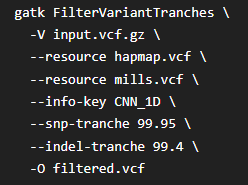 gatk FilterVariantTranches \
-V input.vcf.gz \
--resource hapmap.vcf \
--resource mills.vcf \
--info-key CNN_1D \
--snp-tranche 99.95 \
--indel-tranche 99.4 \
-O filtered.vcf